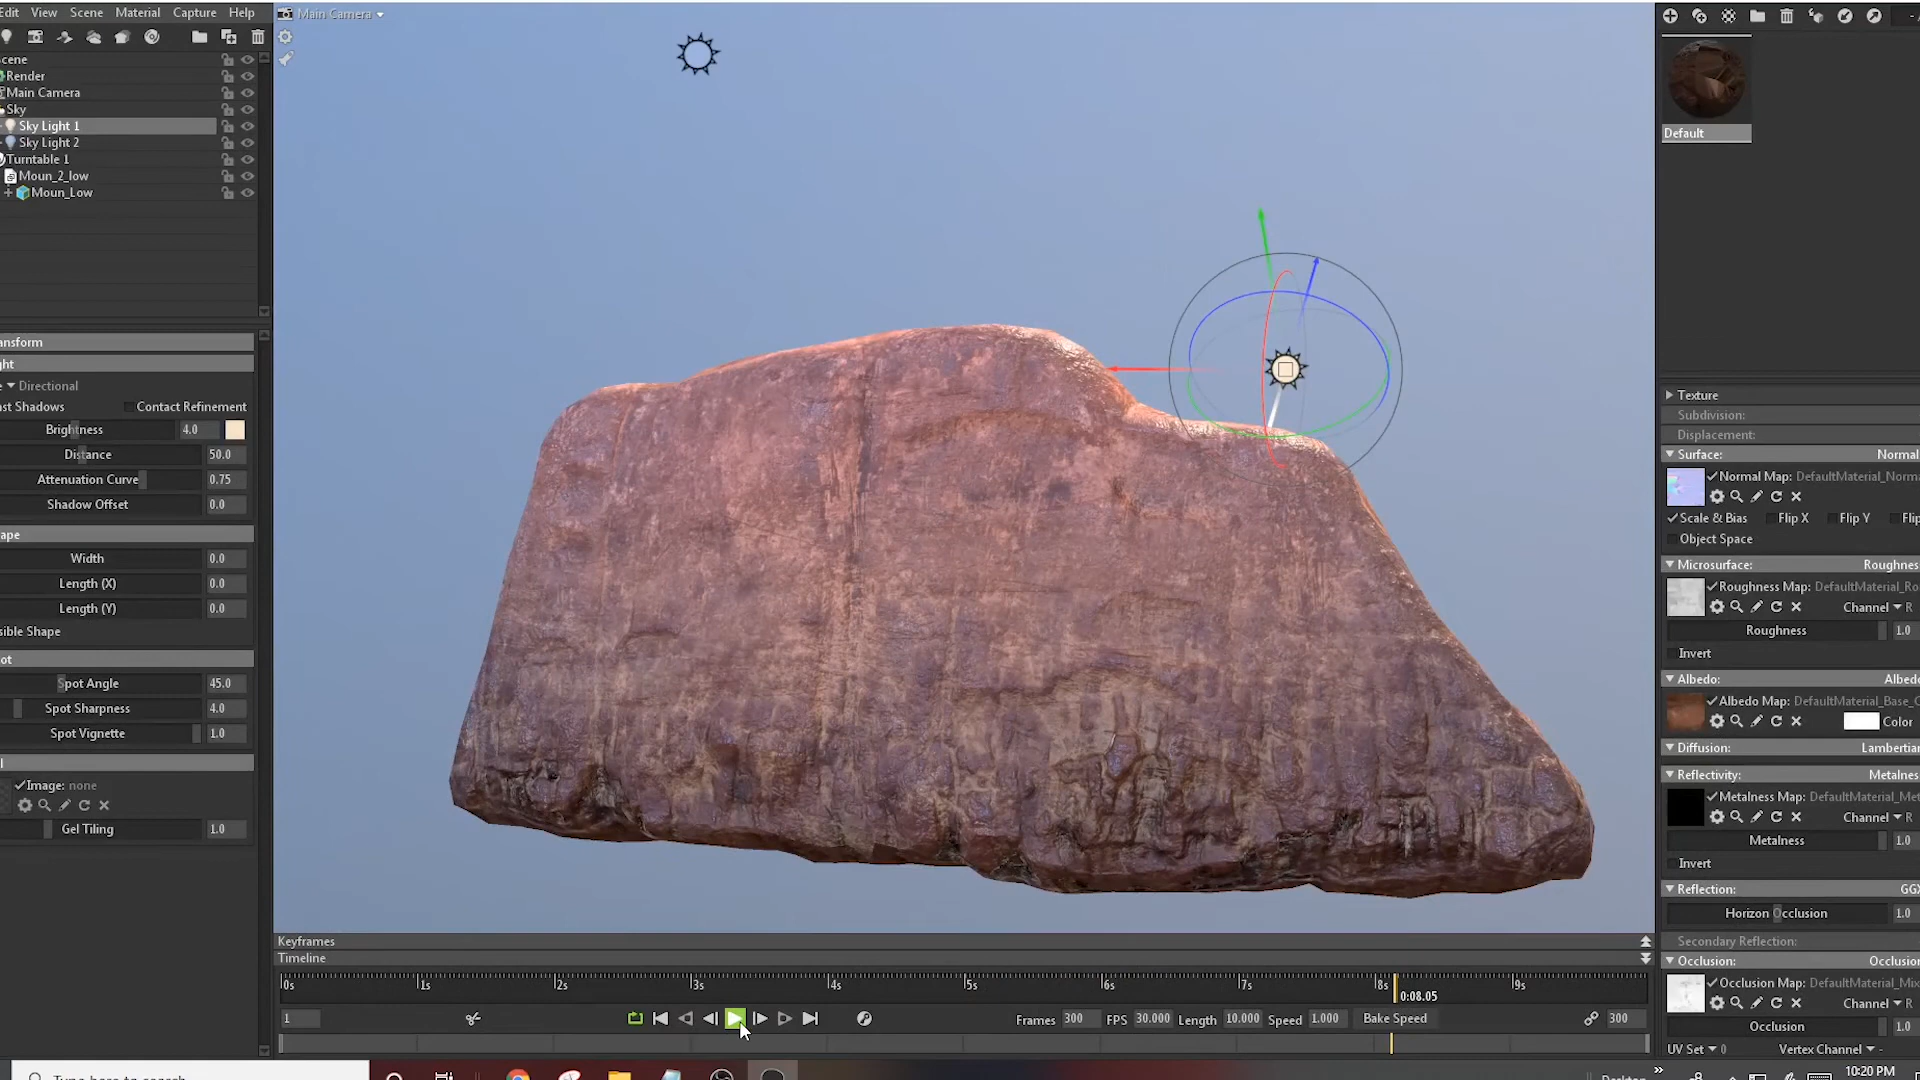 Edit View Scene Material Capture Help
Main Camera
cene
Render
Main Camera
Sky
Sky Light 1
Sky Light 2
Turntable 1
Moun_2_low
Moun_Low
ansform
ght
e Directional
st Shadows Contact Refinement
Brightness 4.0
Distance 50.0
Attenuation Curve 0.75
Shadow Offset 0.0
ape
Width 0.0
Length (X) 0.0
Length (Y) 0.0
sible Shape
ot
Spot Angle 45.0
Spot Sharpness 4.0
Spot Vignette 1.0
l
Image: none
Gel Tiling 1.0
Keyframes
Timeline
0s 1s 2s 3s 4s 5s 6s 7s 8s 0:08.05 9s
1 Frames 300 FPS 30.000 Length 10.000 Speed 1.000 Bake Speed 300
Default
Texture
Subdivision:
Displacement:
Surface: Normal
Normal Map: DefaultMaterial_Norma
Scale & Bias Flip X Flip Y Flip
Object Space
Microsurface: Roughnes
Roughness Map: DefaultMaterial_Ro
Channel R
Roughness 1.0
Invert
Albedo: Albedo
Albedo Map: DefaultMaterial_Base_C
Color
Diffusion: Lambertian
Reflectivity: Metalnes
Metalness Map: DefaultMaterial_Met
Channel R
Metalness 1.0
Invert
Reflection: GGX
Horizon Occlusion 1.0
Secondary Reflection:
Occlusion: Occlusion
Occlusion Map: DefaultMaterial_Mix
Channel R
Occlusion 1.0
UV Set 0 Vertex Channel -
Type here to search
Desktop
10:20 PM